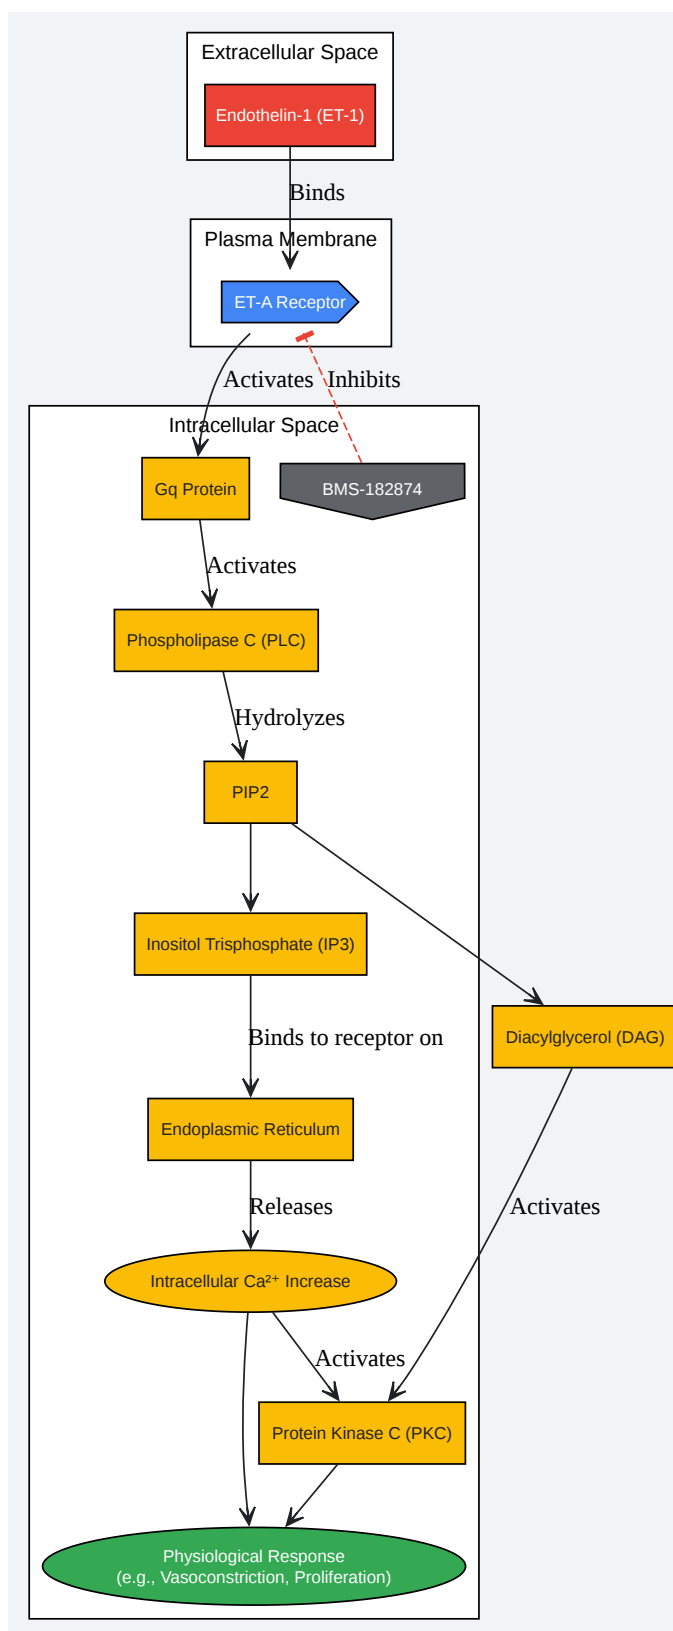 Extracellular Space
Endothelin-1 (ET-1)
Binds
Plasma Membrane
ET-A Receptor
Activates
Inhibits
Intracellular Space
Gq Protein
BMS-182874
Activates
Phospholipase C (PLC)
Hydrolyzes
PIP2
Inositol Trisphosphate (IP3)
Binds to receptor on
Diacylglycerol (DAG)
Endoplasmic Reticulum
Releases
Activates
Intracellular Ca²⁺ Increase
Activates
Protein Kinase C (PKC)
Physiological Response
(e.g., Vasoconstriction, Proliferation)